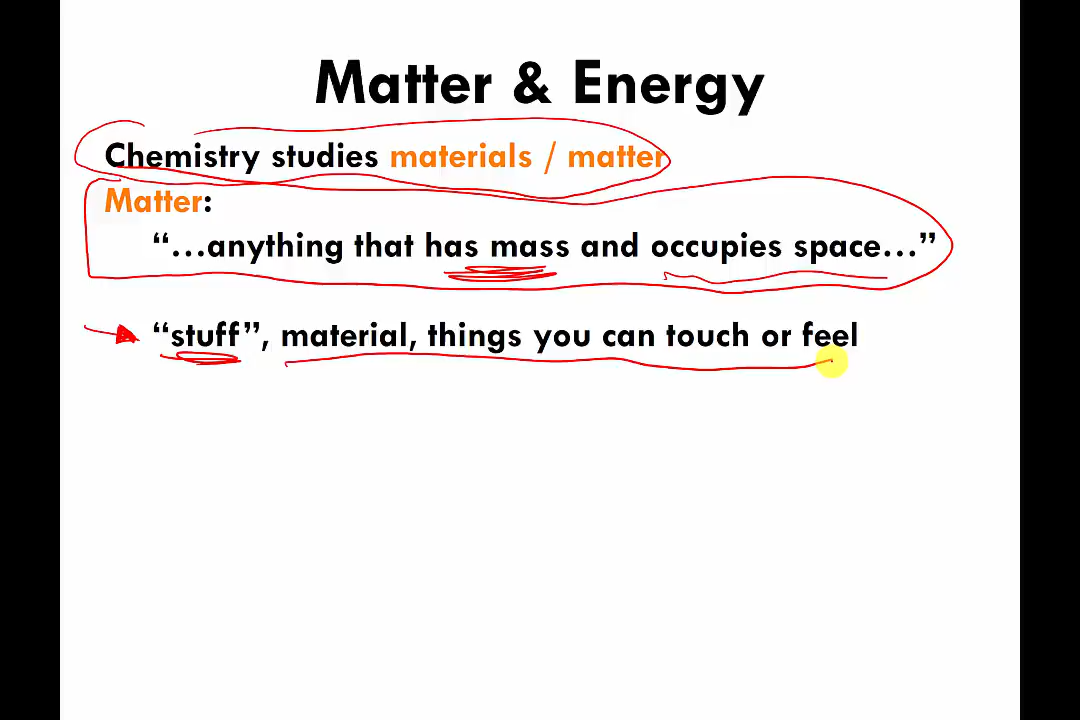 Matter & Energy
Chemistry studies materials / matter
Matter:
“…anything that has mass and occupies space…”
“stuff”, material, things you can touch or feel